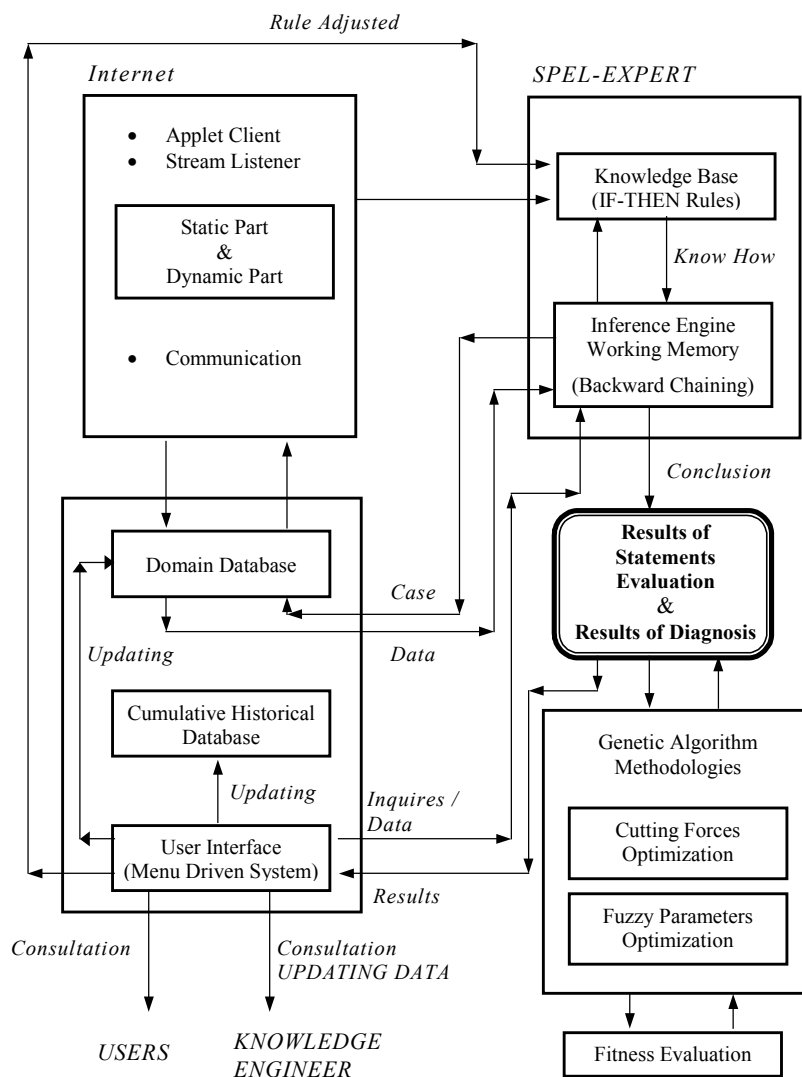 Rule Adjusted
Internet
SPEL-EXPERT
• Applet Client
• Stream Listener
Static Part
&
Dynamic Part
• Communication
Knowledge Base
(IF-THEN Rules)
Know How
Inference Engine
Working Memory
(Backward Chaining)
Conclusion
Domain Database
Case
Data
Updating
Results of
Statements
Evaluation
&
Results of Diagnosis
Cumulative Historical
Database
Updating
Inquires /
Data
User Interface
(Menu Driven System)
Results
Genetic Algorithm
Methodologies
Cutting Forces
Optimization
Fuzzy Parameters
Optimization
Consultation
Consultation
UPDATING DATA
USERS
KNOWLEDGE
ENGINEER
Fitness Evaluation